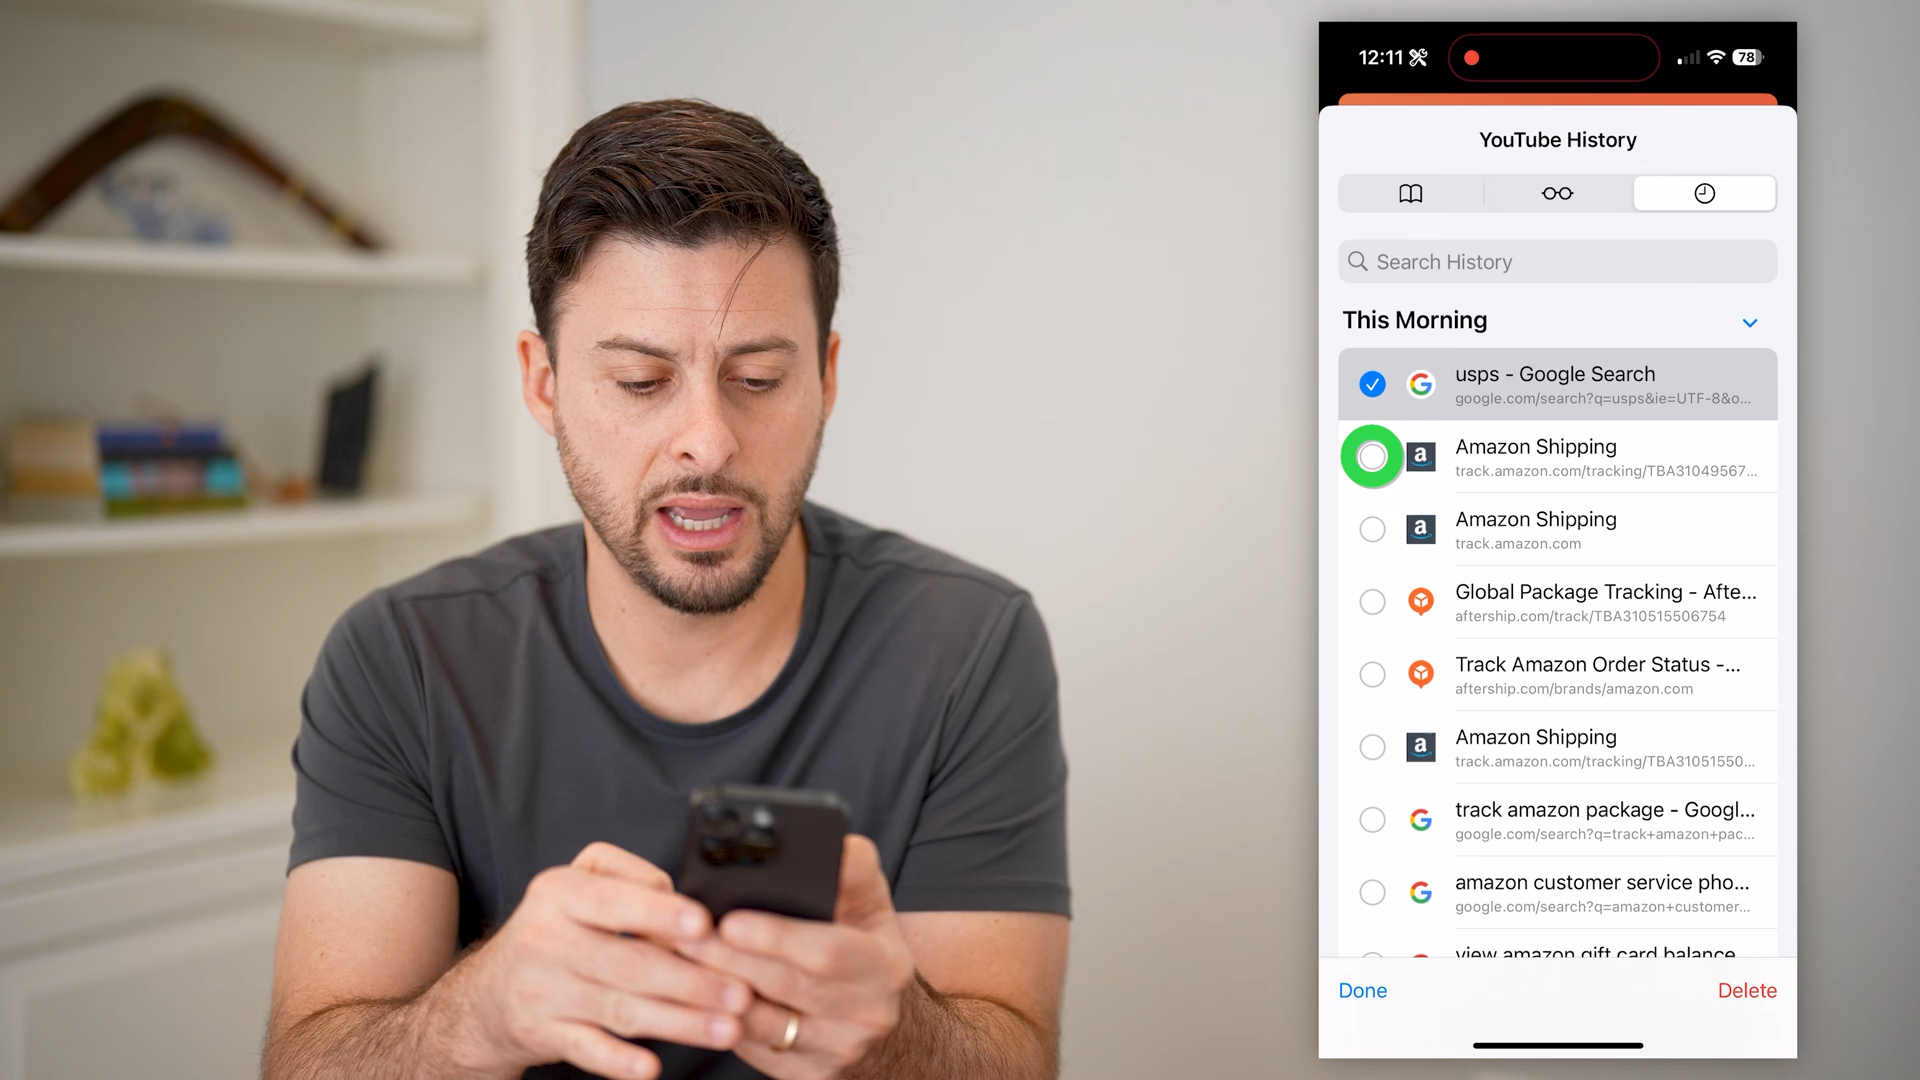 12:11
78
YouTube History
Search History
This Morning
usps - Google Search
google.com/search?q=usps&ie=UTF-8&o...
Amazon Shipping
track.amazon.com/tracking/TBA31049567...
Amazon Shipping
track.amazon.com
Global Package Tracking - Afte...
aftership.com/track/TBA310515506754
Track Amazon Order Status -...
aftership.com/brands/amazon.com
Amazon Shipping
track.amazon.com/tracking/TBA31051550...
track amazon package - Googl...
google.com/search?q=track+amazon+pac...
amazon customer service pho...
google.com/search?q=amazon+customer...
view amazon gift card balance
Done
Delete